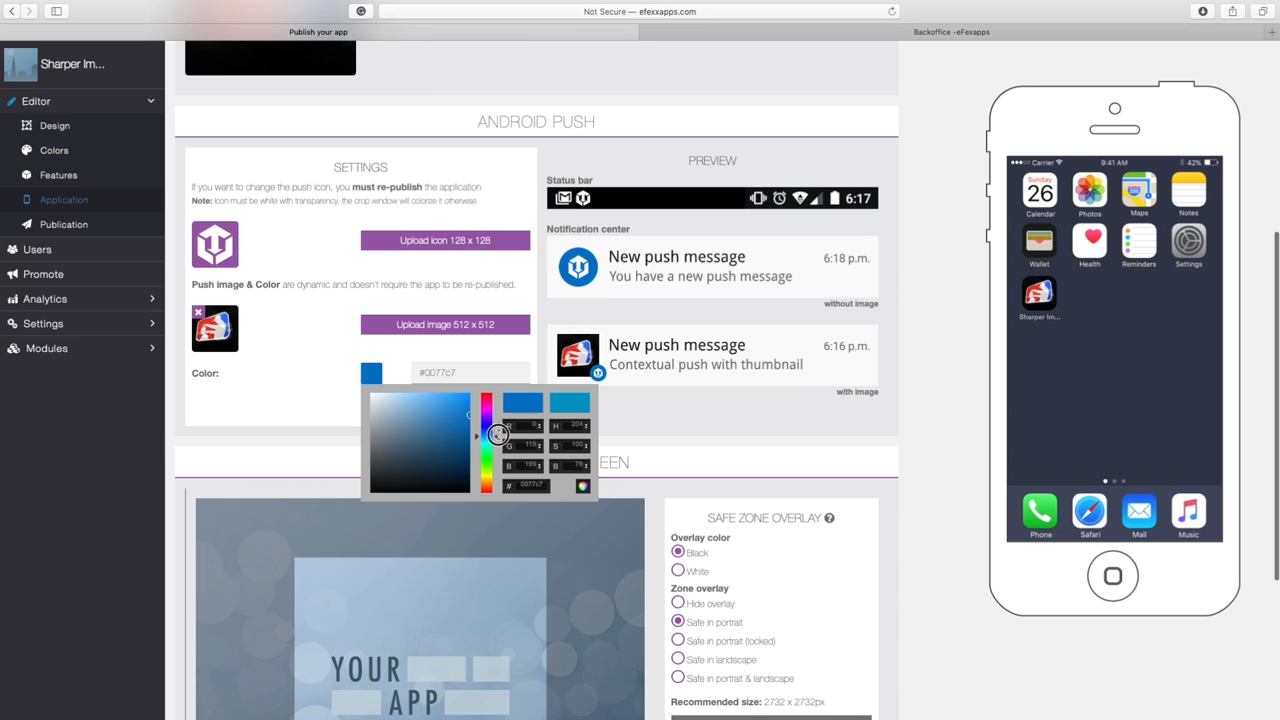 Not Secure — efexxapps.com
Publish your app
Backoffice -eFexapps
Sharper Im...
Editor
Design
Colors
Features
Application
Publication
Users
Promote
Analytics
Settings
Modules
ANDROID PUSH
SETTINGS
If you want to change the push icon, you must re-publish the application
Note: Icon must be white with transparency, the crop window will colorize it otherwise
Upload icon 128 x 128
Push image & Color are dynamic and doesn't require the app to be re-published.
Upload image 512 x 512
Color:
#0077c7
R 0 H 204
G 119 S 100
B 199 B 78
# 0077c7
PREVIEW
Status bar
6:17
Notification center
New push message 6:18 p.m.
You have a new push message
without image
New push message 6:16 p.m.
Contextual push with thumbnail
with image
EEN
YOUR
APP
SAFE ZONE OVERLAY
Overlay color
Black
White
Zone overlay
Hide overlay
Safe in portrait
Safe in portrait (locked)
Safe in landscape
Safe in portrait & landscape
Recommended size: 2732 x 2732px
Carrier 9:41 AM 42%
Sunday
26
Calendar Photos Maps Notes
Wallet Health Reminders Settings
Sharper Im...
Phone Safari Mail Music